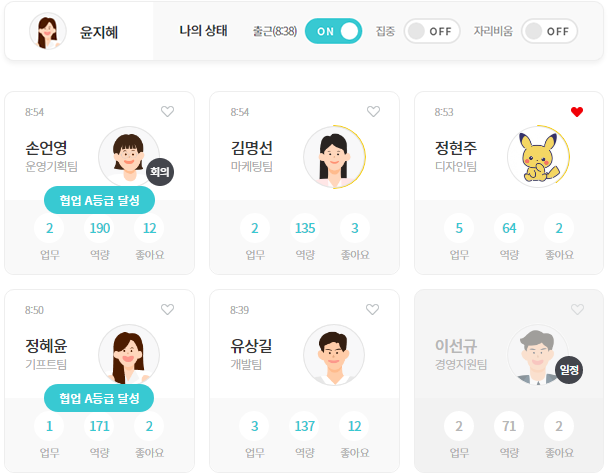 윤지혜
나의 상태
출근(8:38) ON
집중 OFF
자리비움 OFF
8:54
손언영
운영기획팀
회의
협업 A등급 달성
2 190 12
업무 역량 좋아요
8:54
김명선
마케팅팀
2 135 3
업무 역량 좋아요
8:53
정현주
디자인팀
5 64 2
업무 역량 좋아요
8:50
정혜윤
기프트팀
협업 A등급 달성
1 171 2
업무 역량 좋아요
8:39
유상길
개발팀
3 137 12
업무 역량 좋아요
이선규
경영지원팀
일정
2 71 2
업무 역량 좋아요